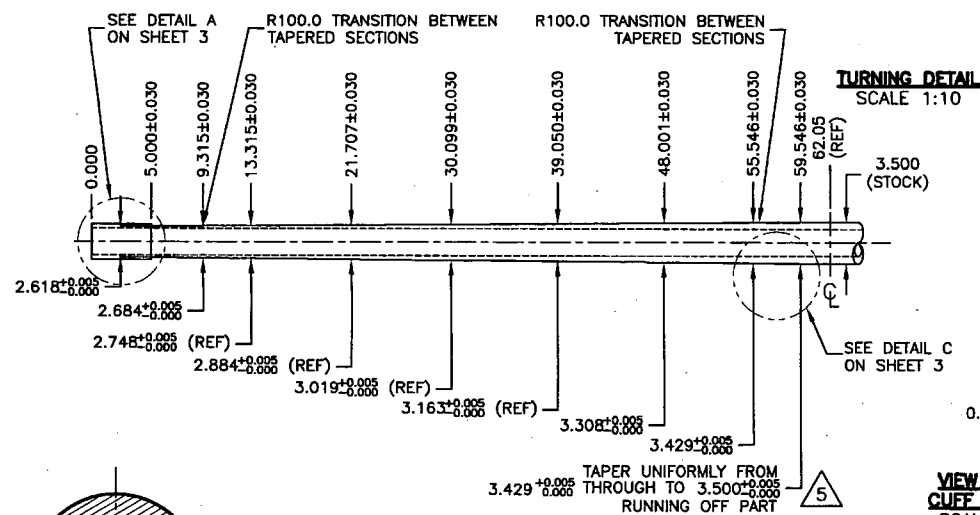 SEE DETAIL A
ON SHEET 3
R100.0 TRANSITION BETWEEN
TAPERED SECTIONS
R100.0 TRANSITION BETWEEN
TAPERED SECTIONS
TURNING DETAIL
SCALE 1:10
0.000
5.000±0.030
9.315±0.030
13.315±0.030
21.707±0.030
30.099±0.030
39.050±0.030
48.001±0.030
55.546±0.030
59.546±0.030
62.05
(REF)
3.500
(STOCK)
2.618+0.005-0.000
2.684+0.005-0.000
2.748+0.005-0.000 (REF)
2.884+0.005-0.000 (REF)
3.019+0.005-0.000 (REF)
3.163+0.005-0.000 (REF)
3.308+0.005-0.000
3.429+0.005-0.000
℄
SEE DETAIL C
ON SHEET 3
TAPER UNIFORMLY FROM
3.429+0.005-0.000 THROUGH TO 3.500+0.005-0.000
RUNNING OFF PART
5
0.
VIEW
CUFF